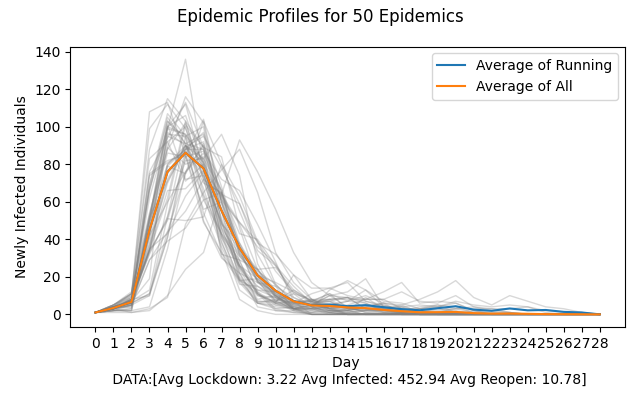 Epidemic Profiles for 50 Epidemics
Average of Running
Average of All
Newly Infected Individuals
140
120
100
80
60
40
20
0
0 1 2 3 4 5 6 7 8 9 10 11 12 13 14 15 16 17 18 19 20 21 22 23 24 25 26 27 28
Day
DATA:[Avg Lockdown: 3.22 Avg Infected: 452.94 Avg Reopen: 10.78]